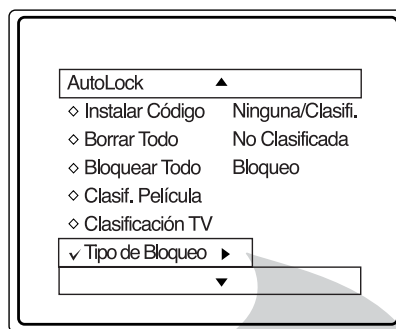 AutoLock
Instalar Código Ninguna/Clasifi.
Borrar Todo No Clasificada
Bloquear Todo Bloqueo
Clasif. Película
Clasificación TV
Tipo de Bloqueo